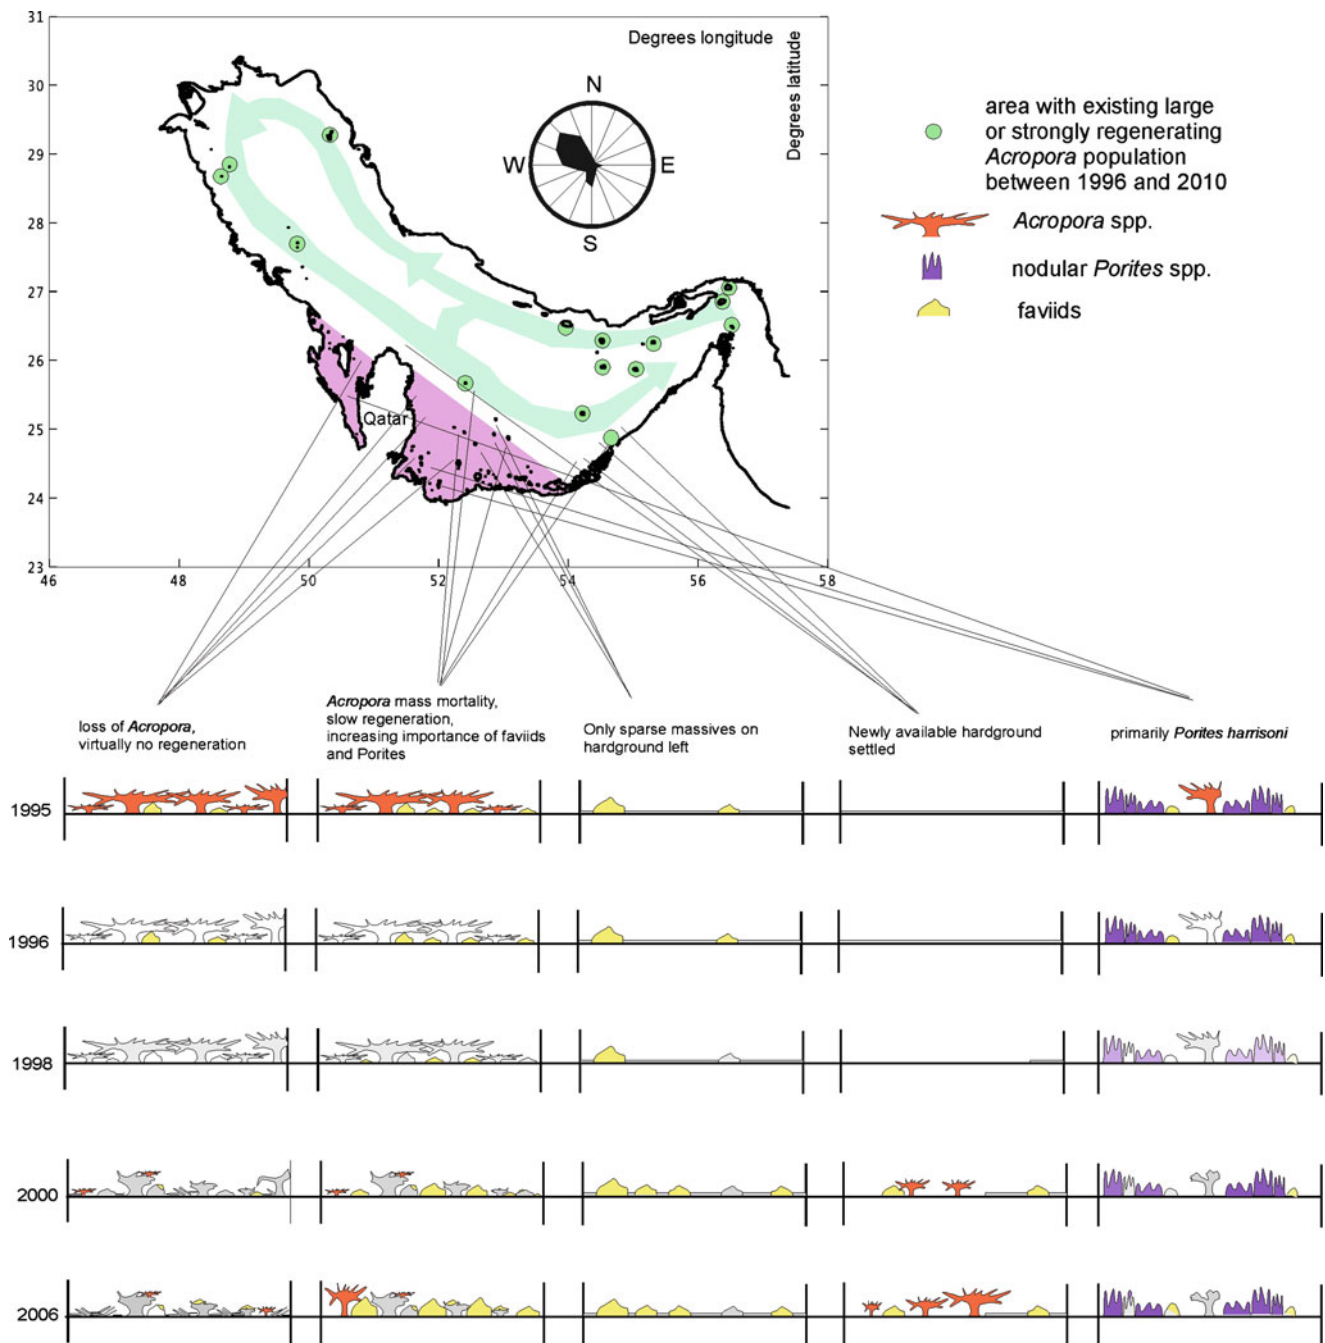 31
30
29
28
27
26
25
24
23
46
48
50
52
54
56
58
Degrees longitude
Degrees latitude
N
W
E
S
Qatar
area with existing large
or strongly regenerating
Acropora population
between 1996 and 2010
Acropora spp.
nodular Porites spp.
faviids
loss of Acropora,
virtually no regeneration
Acropora mass mortality,
slow regeneration,
increasing importance of faviids
and Porites
Only sparse massives on
hardground left
Newly available hardground
settled
primarily Porites harrisoni
1995
1996
1998
2000
2006